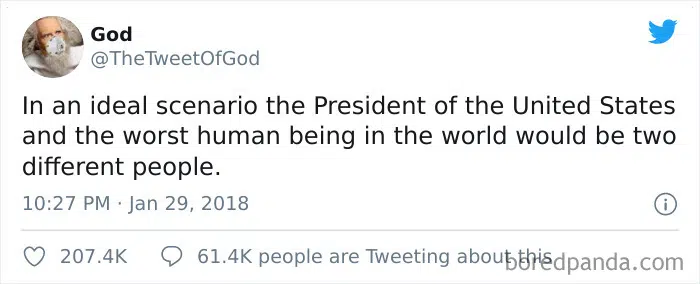 God
@TheTweetOfGod
In an ideal scenario the President of the United States
and the worst human being in the world would be two
different people.
10:27 PM · Jan 29, 2018
207.4K 61.4K people are Tweeting about this
boredpanda.com